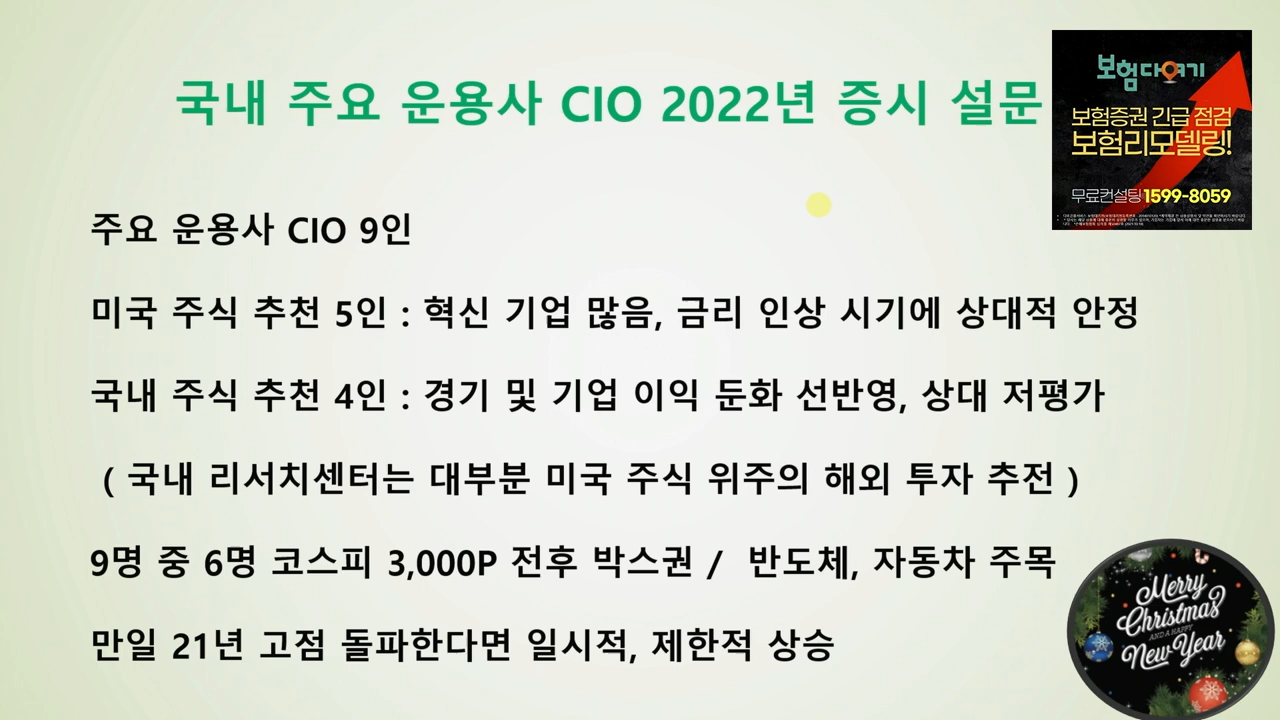 국내 주요 운용사 CIO 2022년 증시 설문
보험다여기
보험증권 긴급 점검
보험리모델링!
무료컨설팅 1599-8059
주요 운용사 CIO 9인
미국 주식 추천 5인 : 혁신 기업 많음, 금리 인상 시기에 상대적 안정
국내 주식 추천 4인 : 경기 및 기업 이익 둔화 선반영, 상대 저평가
( 국내 리서치센터는 대부분 미국 주식 위주의 해외 투자 추전 )
9명 중 6명 코스피 3,000P 전후 박스권 / 반도체, 자동차 주목
만일 21년 고점 돌파한다면 일시적, 제한적 상승
Merry
Christmas
AND A HAPPY
New Year